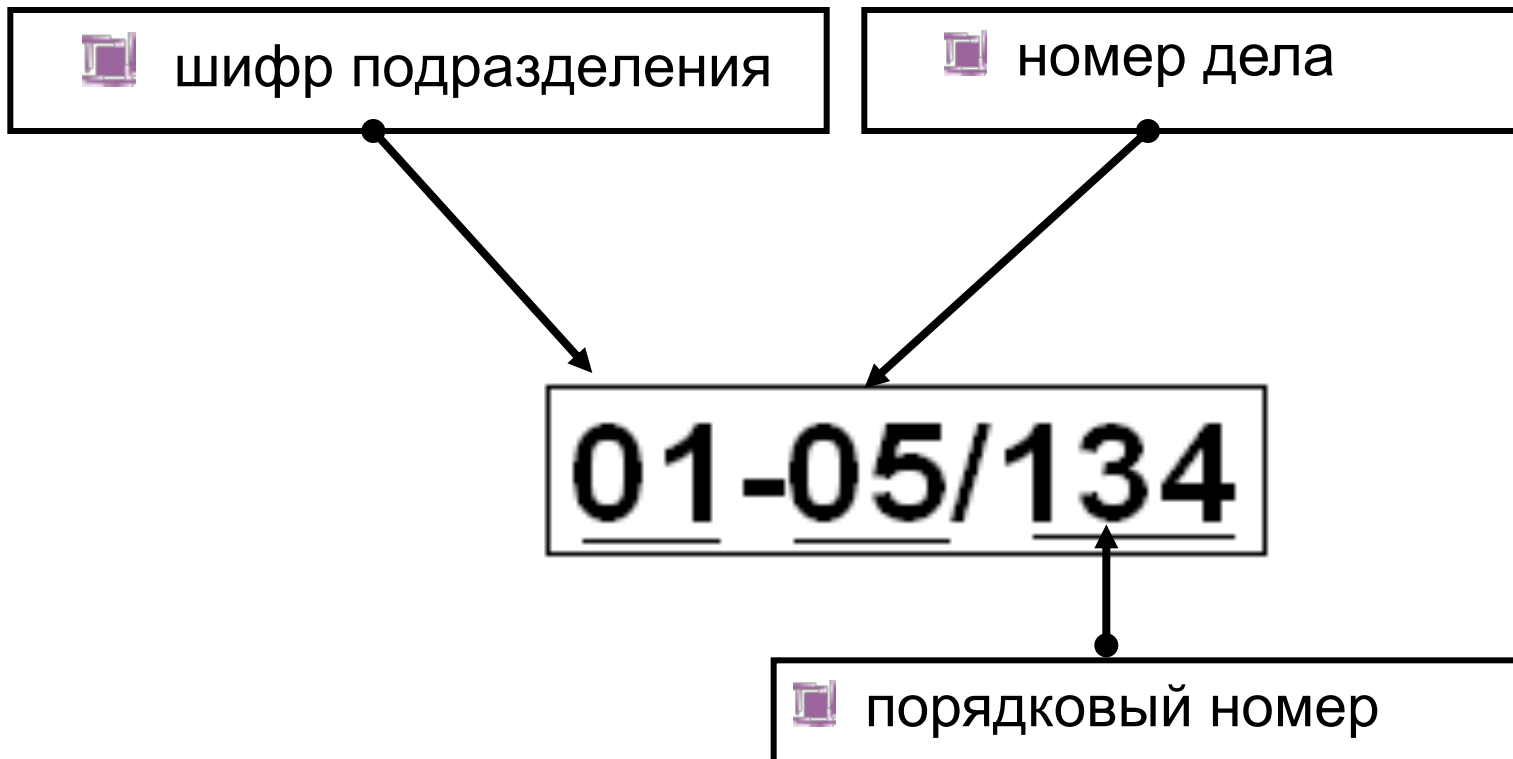 шифр подразделения
номер дела
01-05/134
порядковый номер